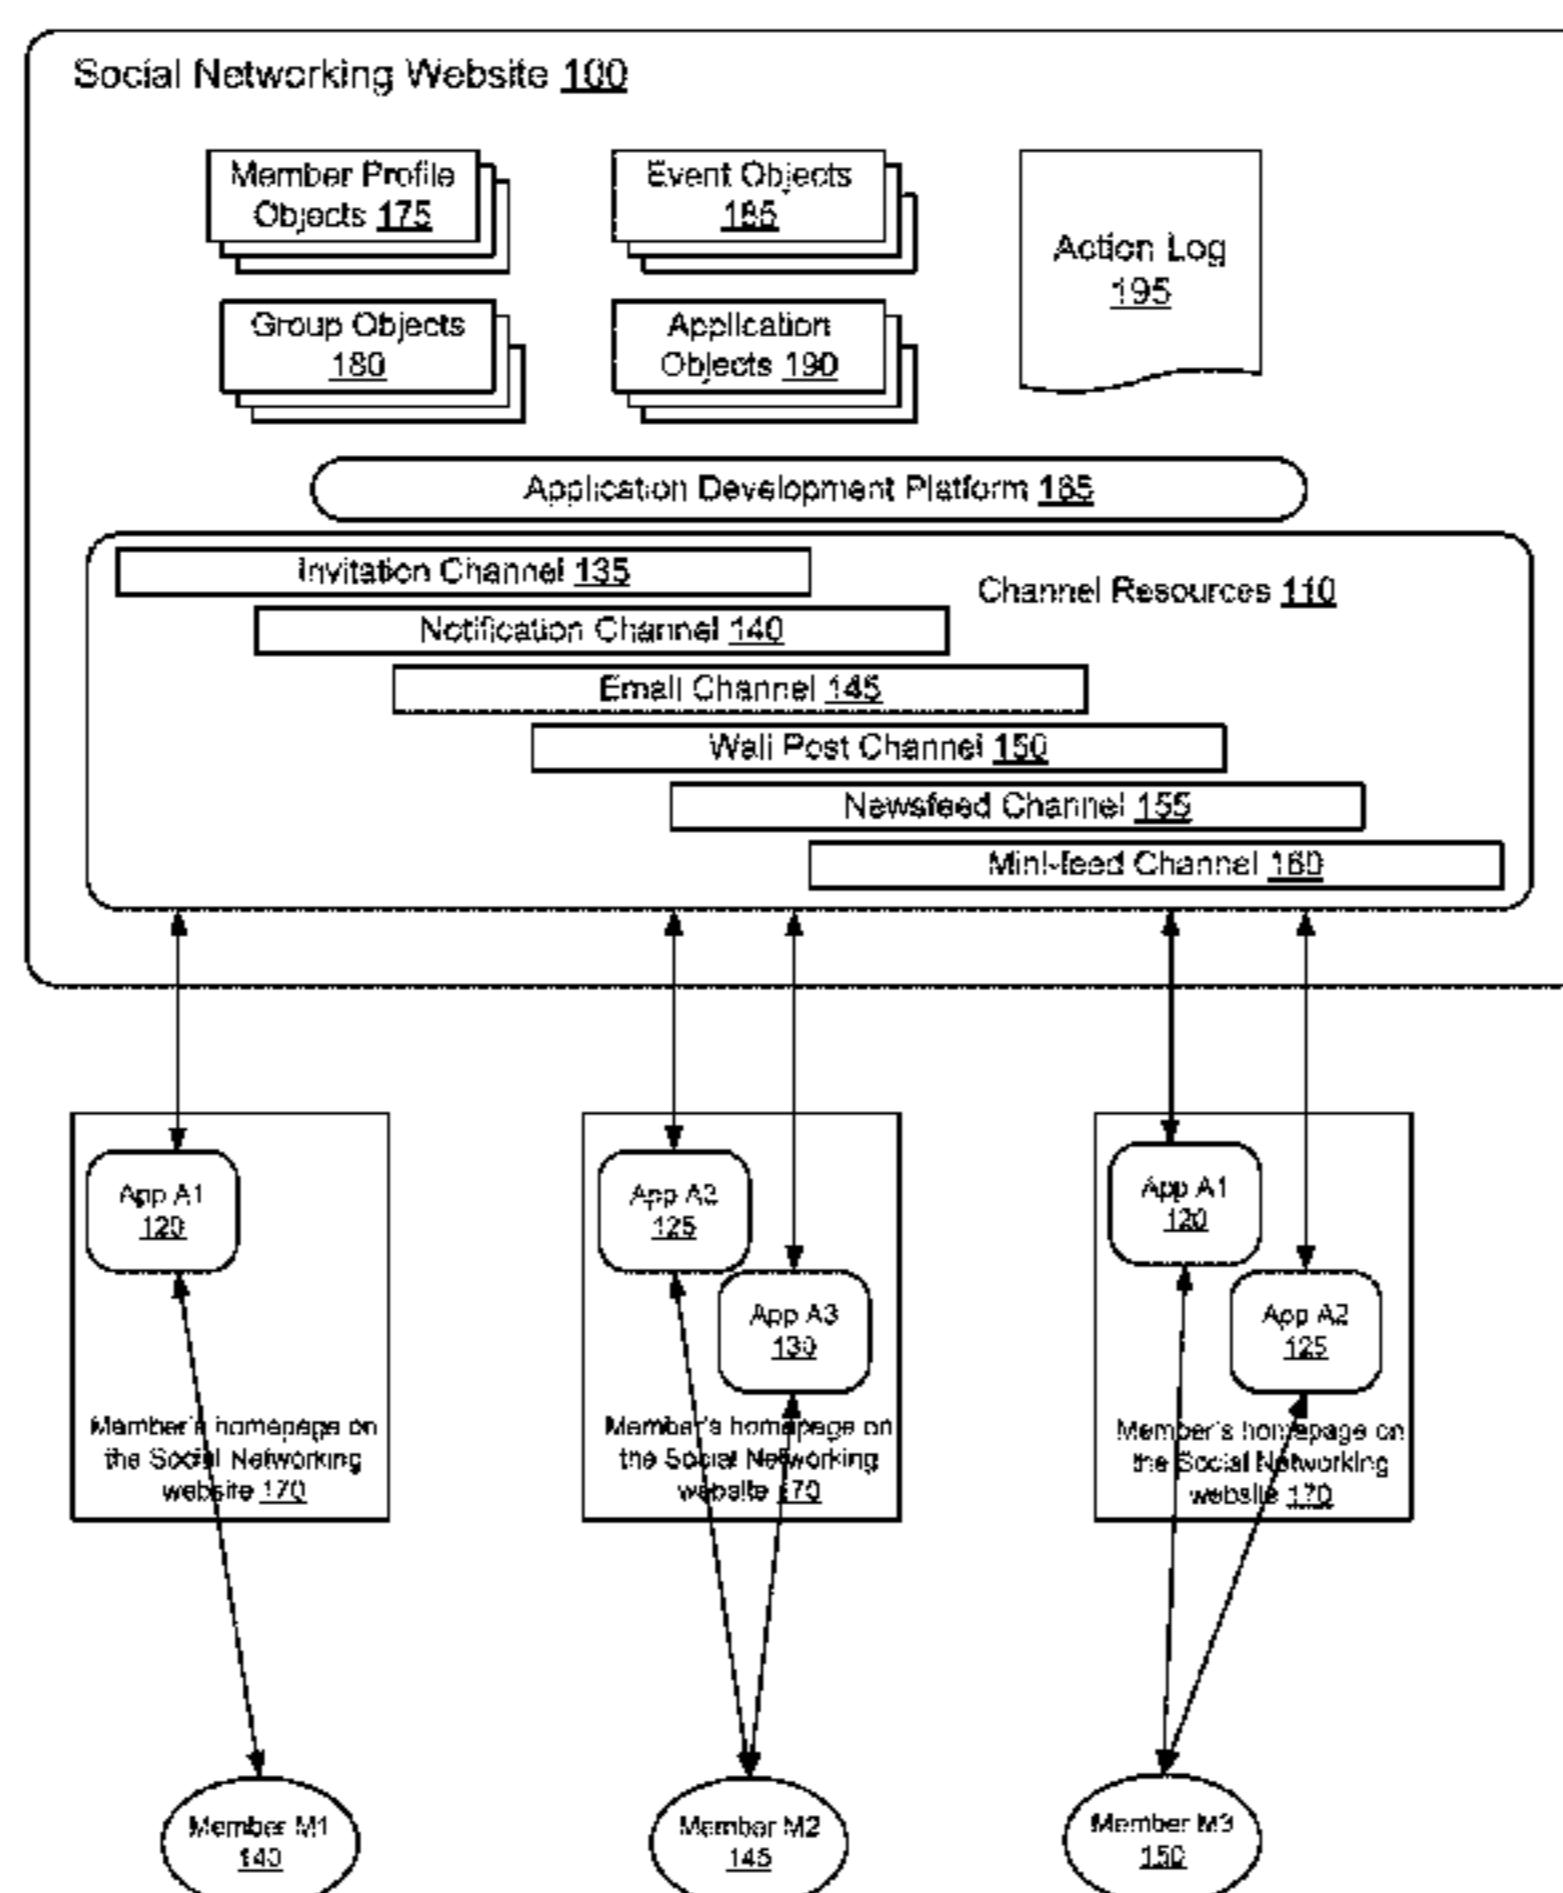 Social Networking Website 100
Member Profile
Objects 175
Event Objects
185
Action Log
195
Group Objects
180
Application
Objects 190
Application Development Platform 165
Invitation Channel 135
Channel Resources 110
Notification Channel 140
Email Channel 145
Wall Post Channel 150
Newsfeed Channel 155
Mini-feed Channel 160
App A1
120
App A2
125
App A3
130
App A1
120
App A2
125
Member's homepage on
the Social Networking
website 170
Member's homepage on
the Social Networking
website 170
Member's homepage on
the Social Networking
website 170
Member M1
140
Member M2
145
Member M3
150